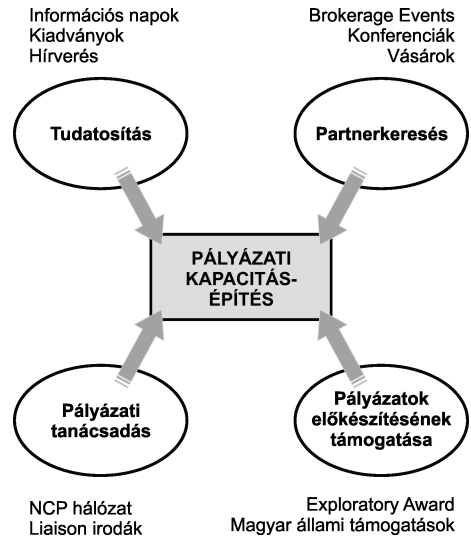 Információs napok
Kiadványok
Hírverés
Brokerage Events
Konferenciák
Vásárok
Tudatosítás
Partnerkeresés
PÁLYÁZATI
KAPACITÁS-
ÉPÍTÉS
Pályázati
tanácsadás
Pályázatok
előkészítésének
támogatása
NCP hálózat
Liaison irodák
Exploratory Award
Magyar állami támogatások